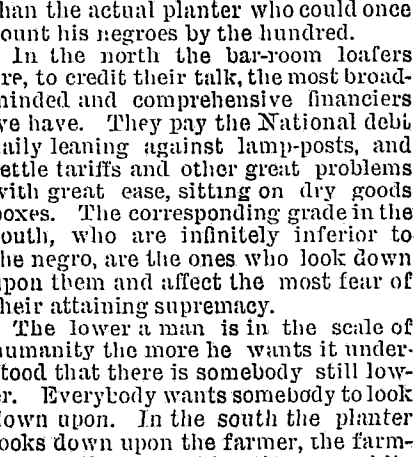 han the actual planter who could once
ount his negroes by the hundred.
In the north the bar-room loafers
re, to credit their talk, the most broad-
ninded and comprehensive financiers
ve have. They pay the National debt
aily leaning against lamp-posts, and
ettle tariffs and other great problems
vith great ease, sitting on dry goods
oxes. The corresponding grade in the
outh, who are infinitely inferior to
he negro, are the ones who look down
upon them and affect the most fear of
heir attaining supremacy.
The lower a man is in the scale of
humanity the more he wants it under-
tood that there is somebody still low-
er. Everybody wants somebody to look
down upon. In the south the planter
ooks down upon the farmer, the farm-